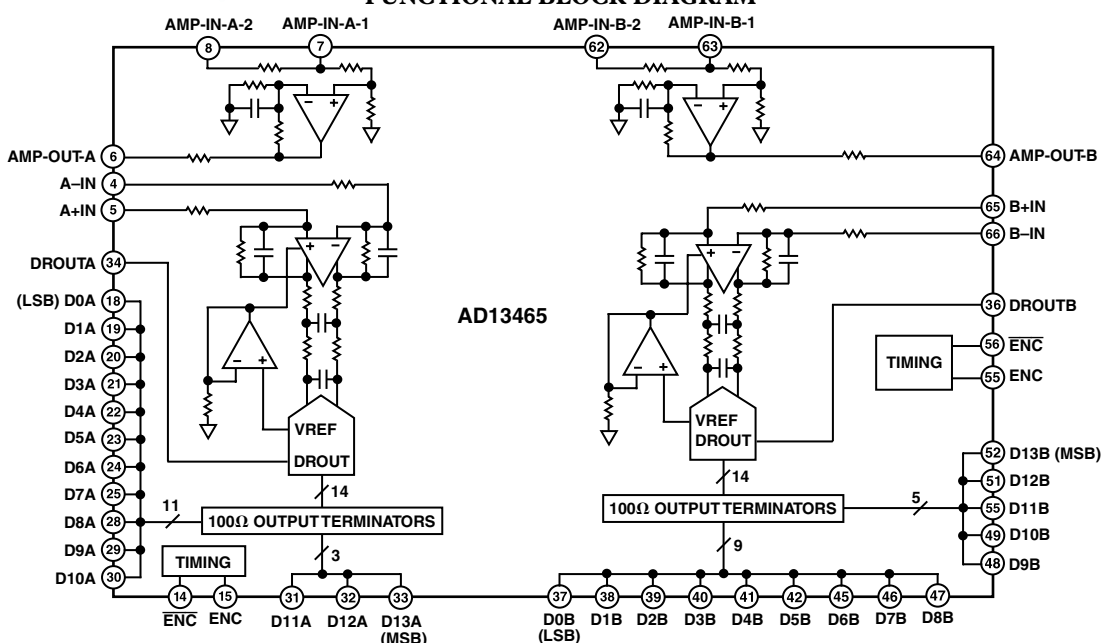 FUNCTIONAL BLOCK DIAGRAM
AMP-IN-A-2
AMP-IN-A-1
AMP-IN-B-2
AMP-IN-B-1
8
7
62
63
- +
- +
AMP-OUT-A 6
64 AMP-OUT-B
A–IN 4
A+IN 5
65 B+IN
66 B–IN
+ –
+ –
DROUTA 34
36 DROUTB
AD13465
(LSB) D0A 18
D1A 19
D2A 20
D3A 21
D4A 22
D5A 23
D6A 24
D7A 25
D8A 28
D9A 29
D10A 30
– +
– +
TIMING
56 ENC
55 ENC
VREF
DROUT
VREF
DROUT
14
14
52 D13B (MSB)
51 D12B
55 D11B
49 D10B
48 D9B
11
100Ω OUTPUT TERMINATORS
100Ω OUTPUT TERMINATORS
5
3
9
TIMING
14
15
31
32
33
37
38
39
40
41
42
45
46
47
ENC
ENC
D11A
D12A
D13A
(MSB)
D0B
(LSB)
D1B
D2B
D3B
D4B
D5B
D6B
D7B
D8B